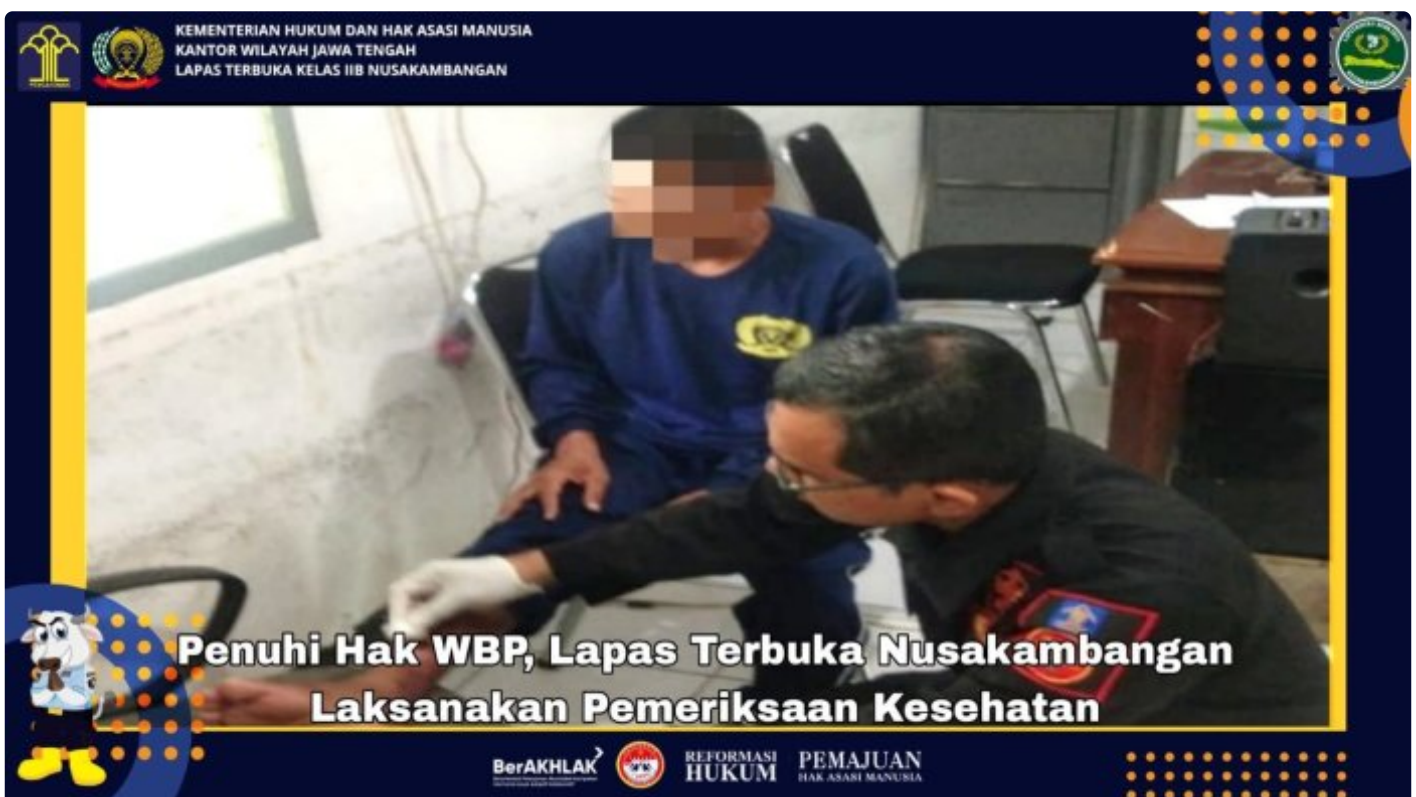 KEMENTERIAN HUKUM DAN HAK ASASI MANUSIA
KANTOR WILAYAH JAWA TENGAH
LAPAS TERBUKA KELAS IIB NUSAKAMBANGAN
PENGAYOMAN
Penuhi Hak WBP, Lapas Terbuka Nusakambangan
Laksanakan Pemeriksaan Kesehatan
BerAKHLAK
REFORMASI
HUKUM
PEMAJUAN
HAK ASASI MANUSIA